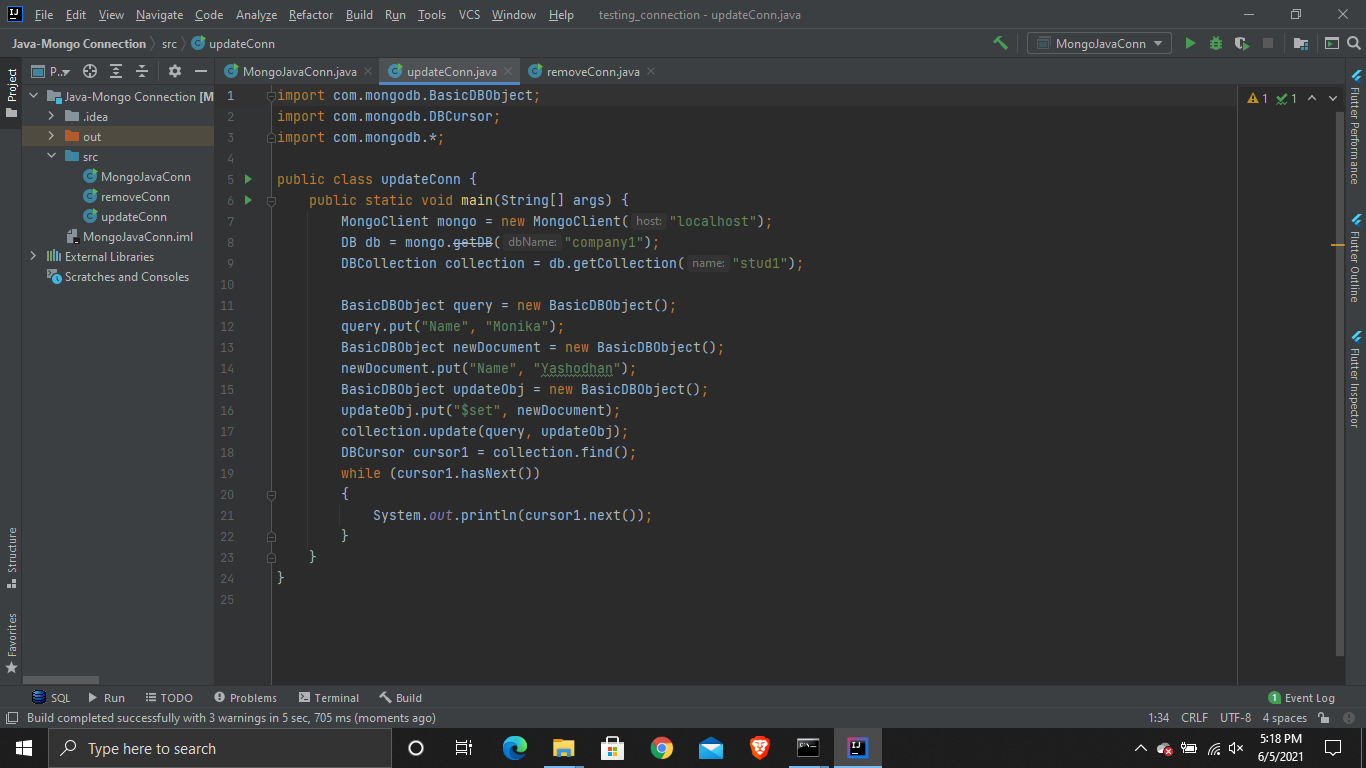 File Edit View Navigate Code Analyze Refactor Build Run Tools VCS Window Help testing_connection - updateConn.java
Java-Mongo Connection src updateConn MongoJavaConn
Project
P..
MongoJavaConn.java updateConn.java removeConn.java
Java-Mongo Connection [M
.idea
out
src
MongoJavaConn
removeConn
updateConn
MongoJavaConn.iml
External Libraries
Scratches and Consoles
1 import com.mongodb.BasicDBObject;
2 import com.mongodb.DBCursor;
3 import com.mongodb.*;
4
5 public class updateConn {
6 public static void main(String[] args) {
7 MongoClient mongo = new MongoClient( host: "localhost");
8 DB db = mongo.getDB( dbName: "company1");
9 DBCollection collection = db.getCollection( name: "stud1");
10
11 BasicDBObject query = new BasicDBObject();
12 query.put("Name", "Monika");
13 BasicDBObject newDocument = new BasicDBObject();
14 newDocument.put("Name", "Yashodhan");
15 BasicDBObject updateObj = new BasicDBObject();
16 updateObj.put("$set", newDocument);
17 collection.update(query, updateObj);
18 DBCursor cursor1 = collection.find();
19 while (cursor1.hasNext())
20 {
21 System.out.println(cursor1.next());
22 }
23 }
24 }
25
1 1
Flutter Performance
Flutter Outline
Flutter Inspector
Structure
Favorites
SQL Run TODO Problems Terminal Build 1 Event Log
Build completed successfully with 3 warnings in 5 sec, 705 ms (moments ago) 1:34 CRLF UTF-8 4 spaces
Type here to search
5:18 PM
6/5/2021